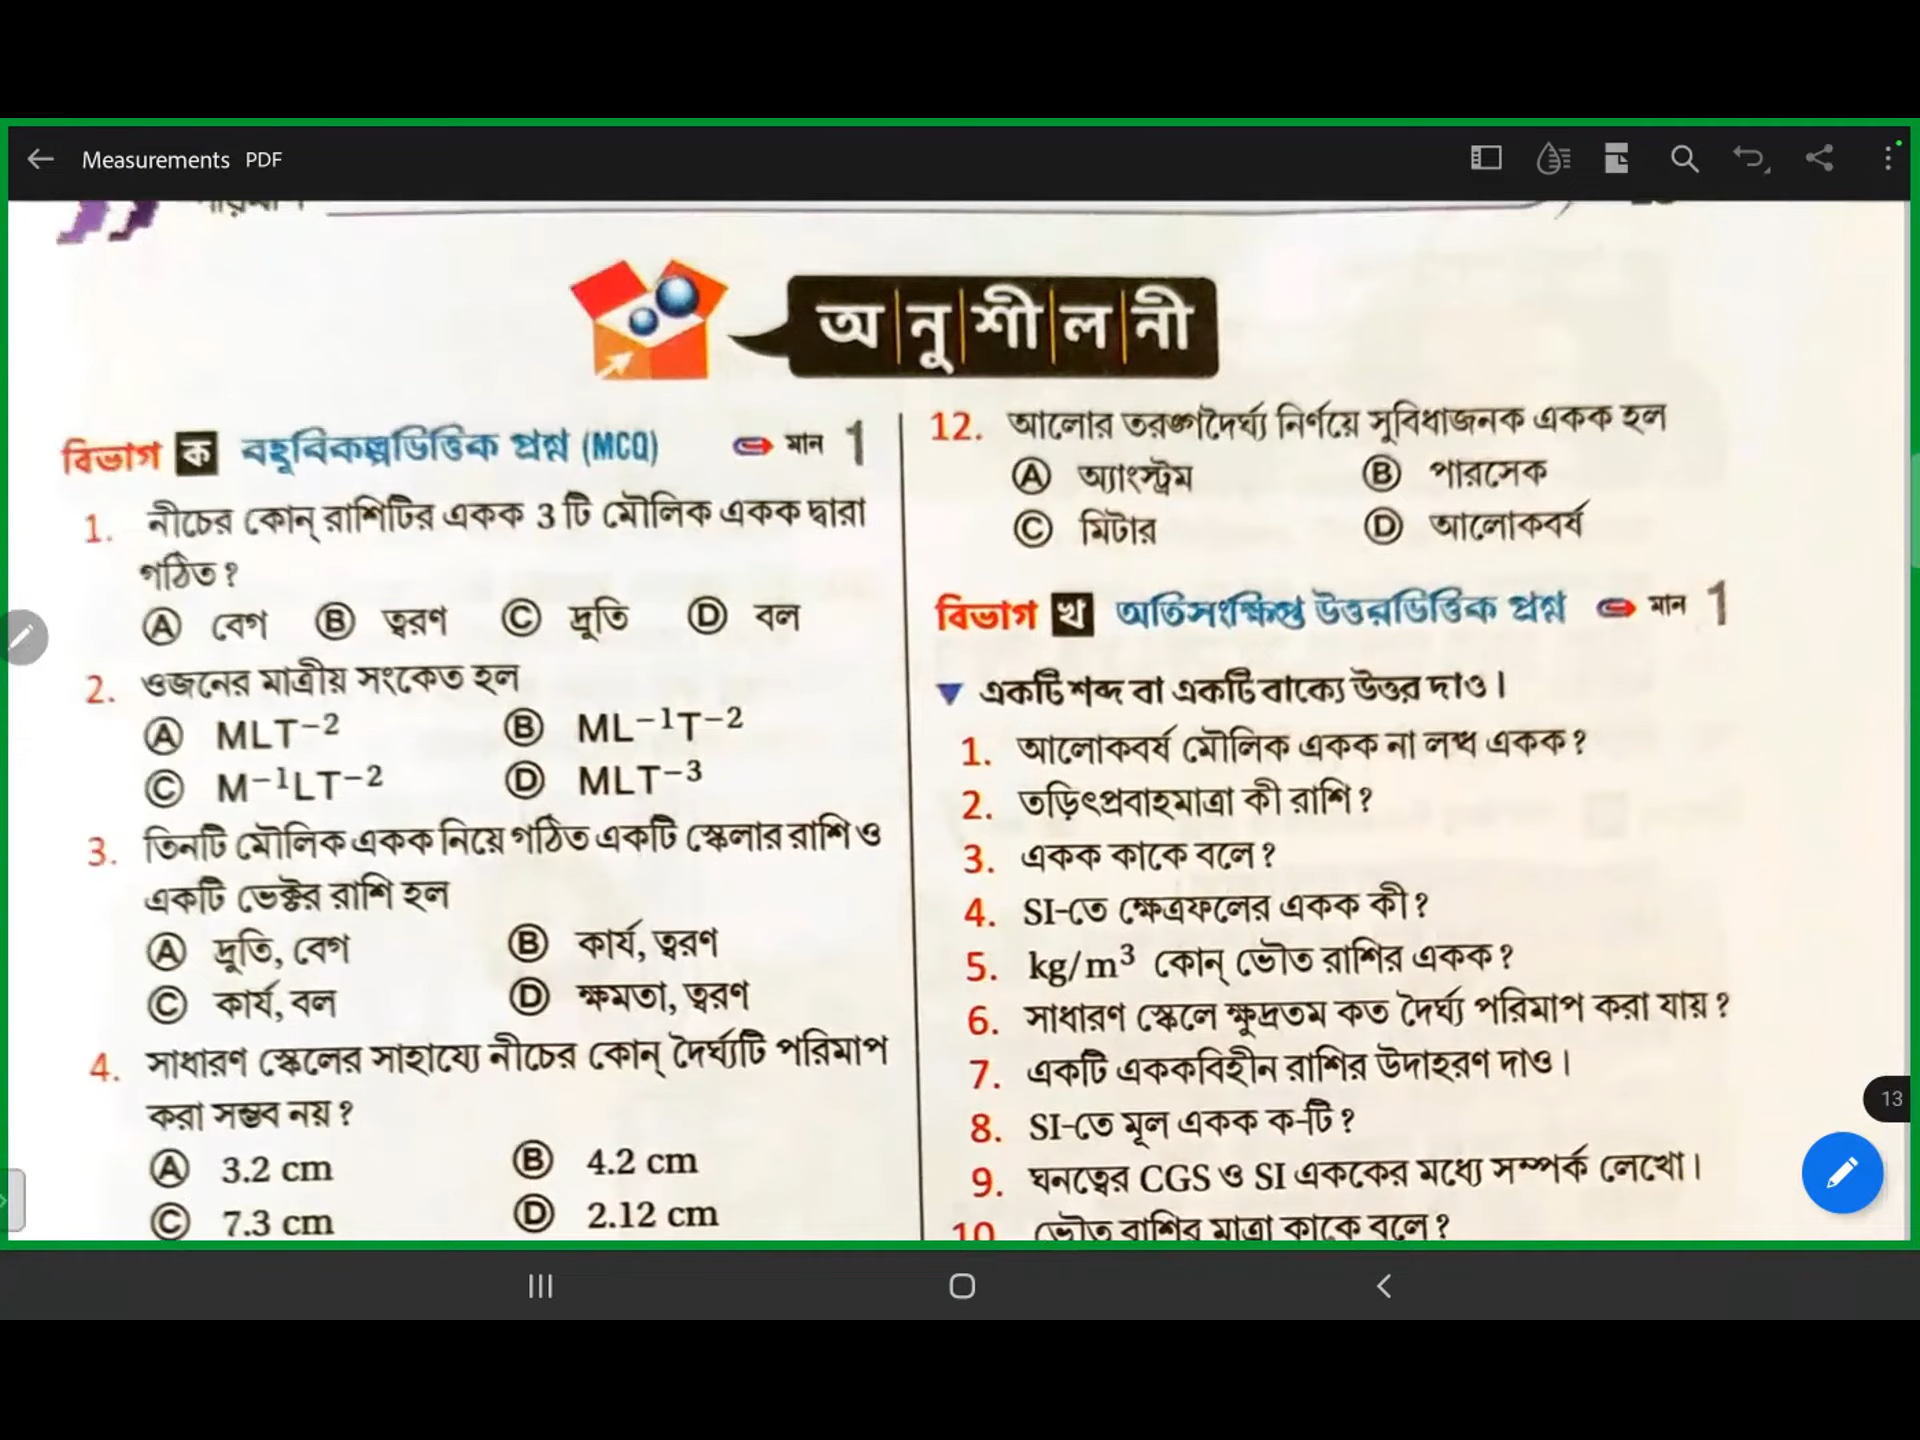 Measurements PDF
অনুশীলনী
বিভাগ ক বহুবিকল্পভিত্তিক প্রশ্ন (MCQ) মান 1
1. নীচের কোন্ রাশিটির একক 3 টি মৌলিক একক দ্বারা
গঠিত?
Ⓐ বেগ Ⓑ ত্বরণ Ⓒ দ্রুতি Ⓓ বল
2. ওজনের মাত্রীয় সংকেত হল
Ⓐ MLT⁻² Ⓑ ML⁻¹T⁻²
Ⓒ M⁻¹LT⁻² Ⓓ MLT⁻³
3. তিনটি মৌলিক একক নিয়ে গঠিত একটি স্কেলার রাশি ও
একটি ভেক্টর রাশি হল
Ⓐ দ্রুতি, বেগ Ⓑ কার্য, ত্বরণ
Ⓒ কার্য, বল Ⓓ ক্ষমতা, ত্বরণ
4. সাধারণ স্কেলের সাহায্যে নীচের কোন্ দৈর্ঘ্যটি পরিমাপ
করা সম্ভব নয়?
Ⓐ 3.2 cm Ⓑ 4.2 cm
Ⓒ 7.3 cm Ⓓ 2.12 cm
12. আলোর তরঙ্গদৈর্ঘ্য নির্ণয়ে সুবিধাজনক একক হল
Ⓐ অ্যাংস্ট্রম Ⓑ পারসেক
Ⓒ মিটার Ⓓ আলোকবর্ষ
বিভাগ খ অতিসংক্ষিপ্ত উত্তরভিত্তিক প্রশ্ন মান 1
▼ একটি শব্দ বা একটি বাক্যে উত্তর দাও।
1. আলোকবর্ষ মৌলিক একক না লব্ধ একক?
2. তড়িৎপ্রবাহমাত্রা কী রাশি?
3. একক কাকে বলে?
4. SI-তে ক্ষেত্রফলের একক কী?
5. kg/m³ কোন্ ভৌত রাশির একক?
6. সাধারণ স্কেলে ক্ষুদ্রতম কত দৈর্ঘ্য পরিমাপ করা যায়?
7. একটি এককবিহীন রাশির উদাহরণ দাও।
8. SI-তে মূল একক ক-টি?
9. ঘনত্বের CGS ও SI এককের মধ্যে সম্পর্ক লেখো।
10 ভৌত রাশির মাত্রা কাকে বলে?
13